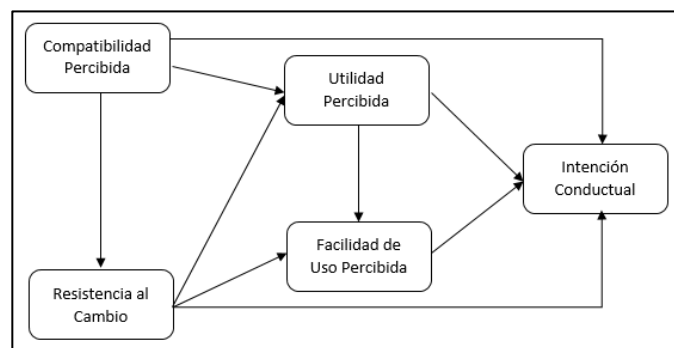 Compatibilidad
Percibida
Utilidad
Percibida
Intención
Conductual
Facilidad de
Uso Percibida
Resistencia al
Cambio